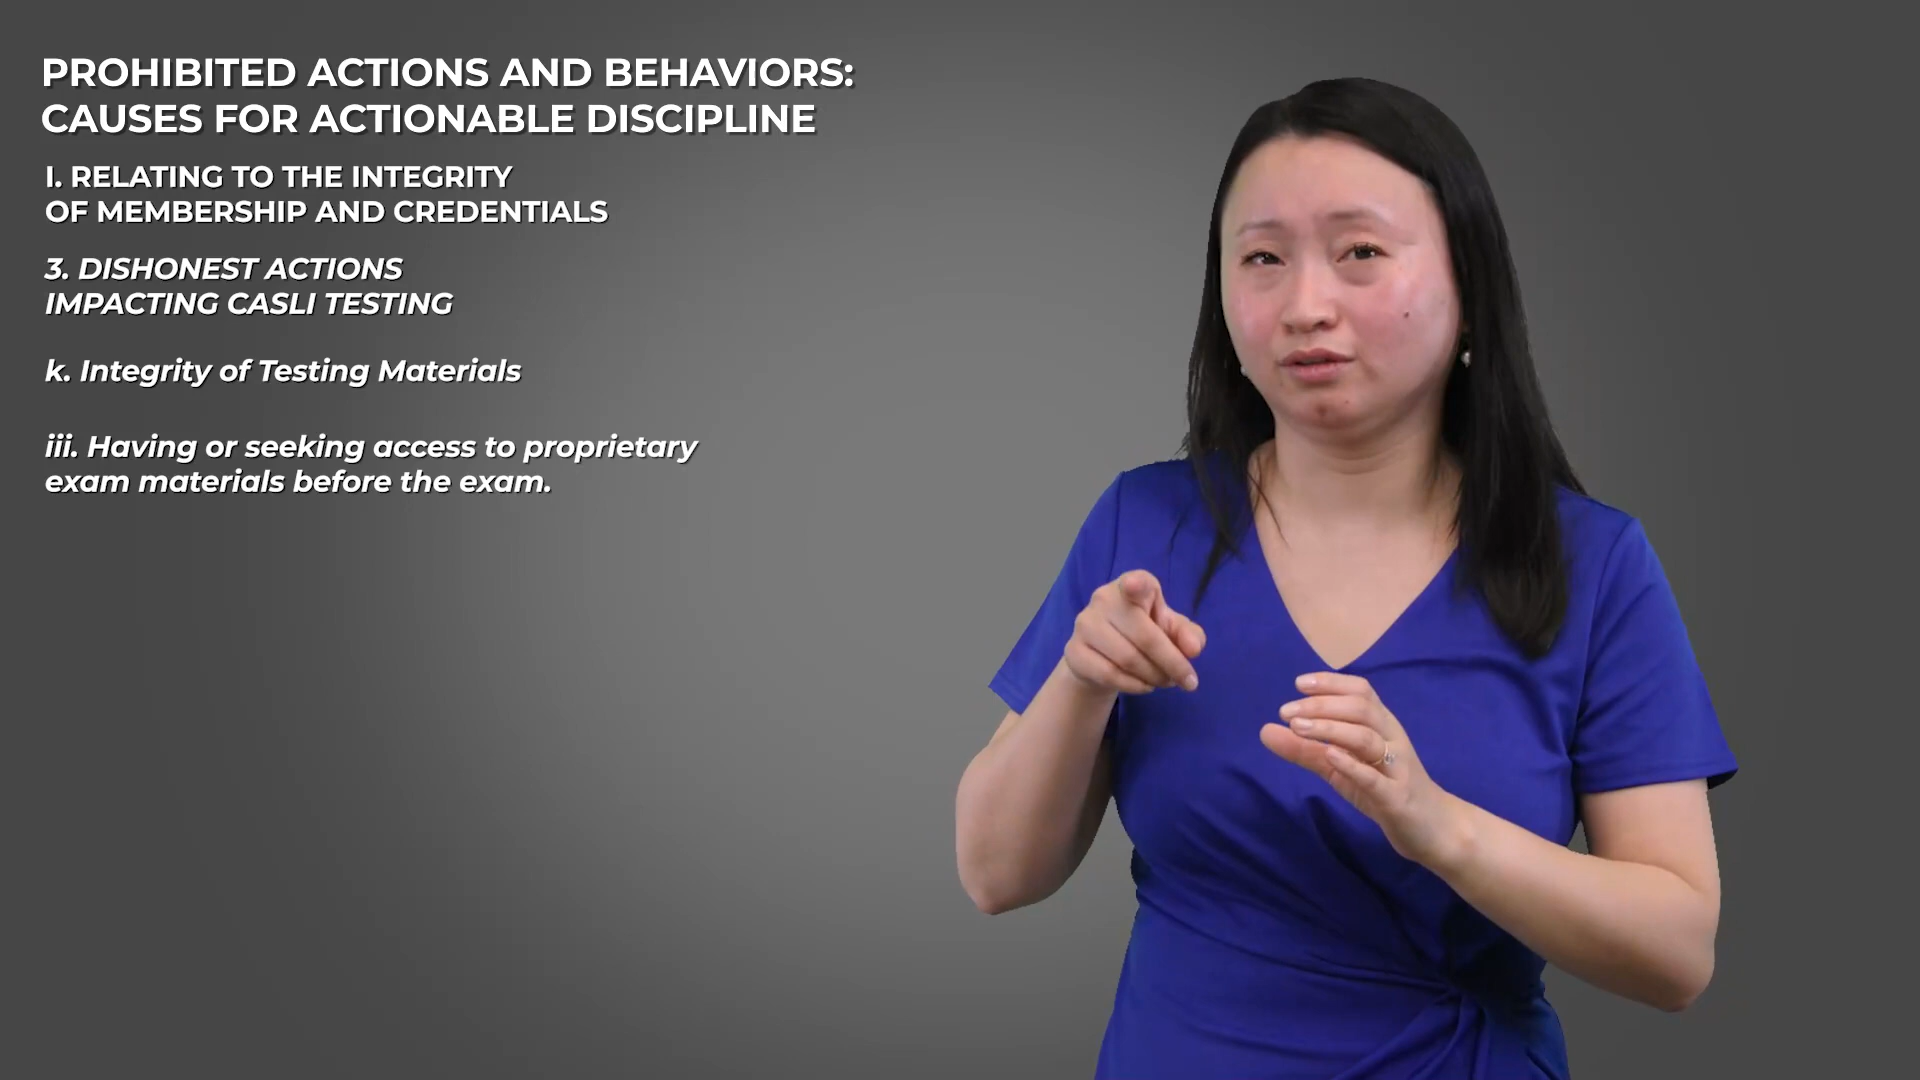 PROHIBITED ACTIONS AND BEHAVIORS:
CAUSES FOR ACTIONABLE DISCIPLINE
I. RELATING TO THE INTEGRITY
OF MEMBERSHIP AND CREDENTIALS
3. DISHONEST ACTIONS
IMPACTING CASLI TESTING
k. Integrity of Testing Materials
iii. Having or seeking access to proprietary
exam materials before the exam.